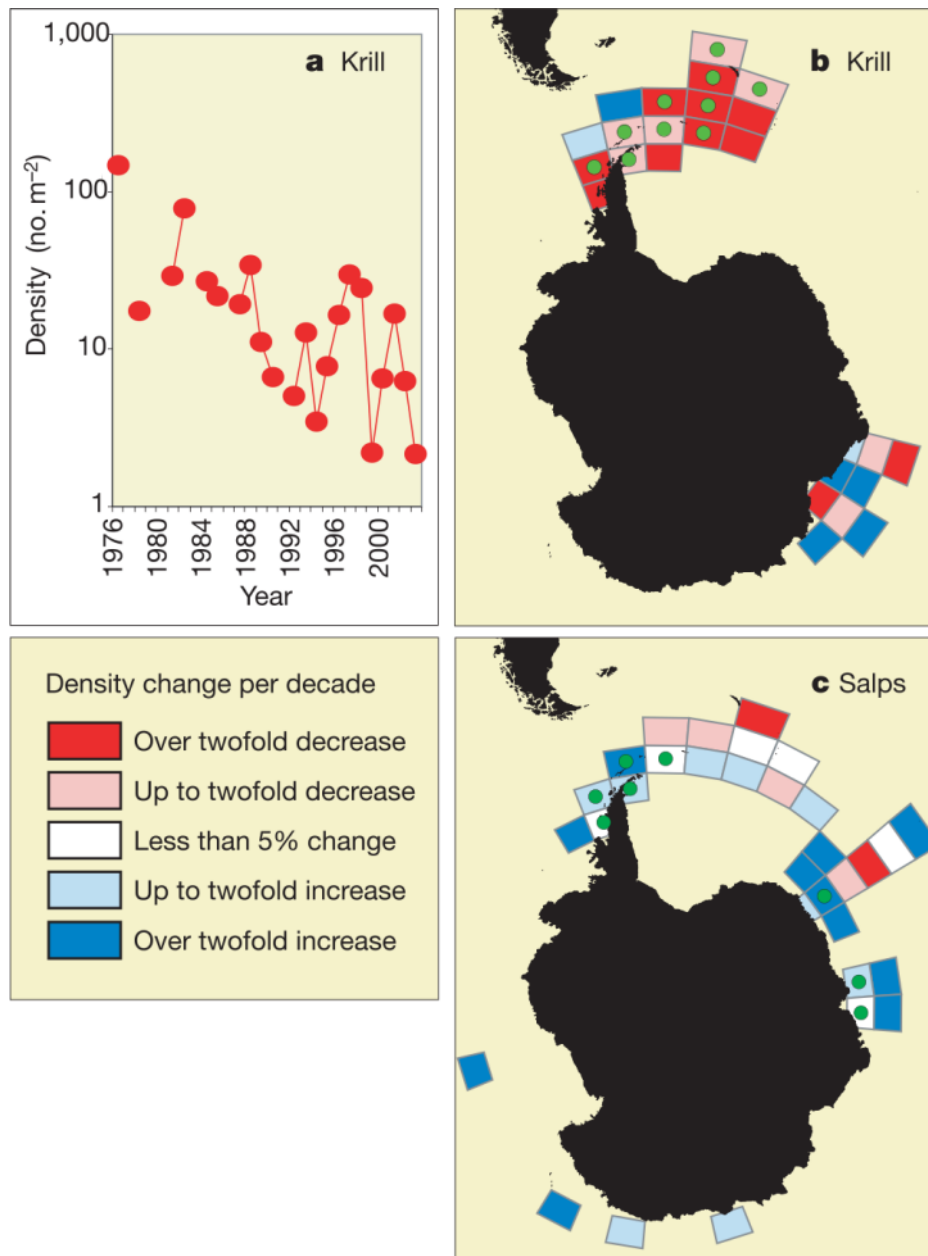 a Krill
1,000
100
10
1
Density (no. m⁻²)
1976
1980
1984
1988
1992
1996
2000
Year
b Krill
Density change per decade
Over twofold decrease
Up to twofold decrease
Less than 5% change
Up to twofold increase
Over twofold increase
c Salps